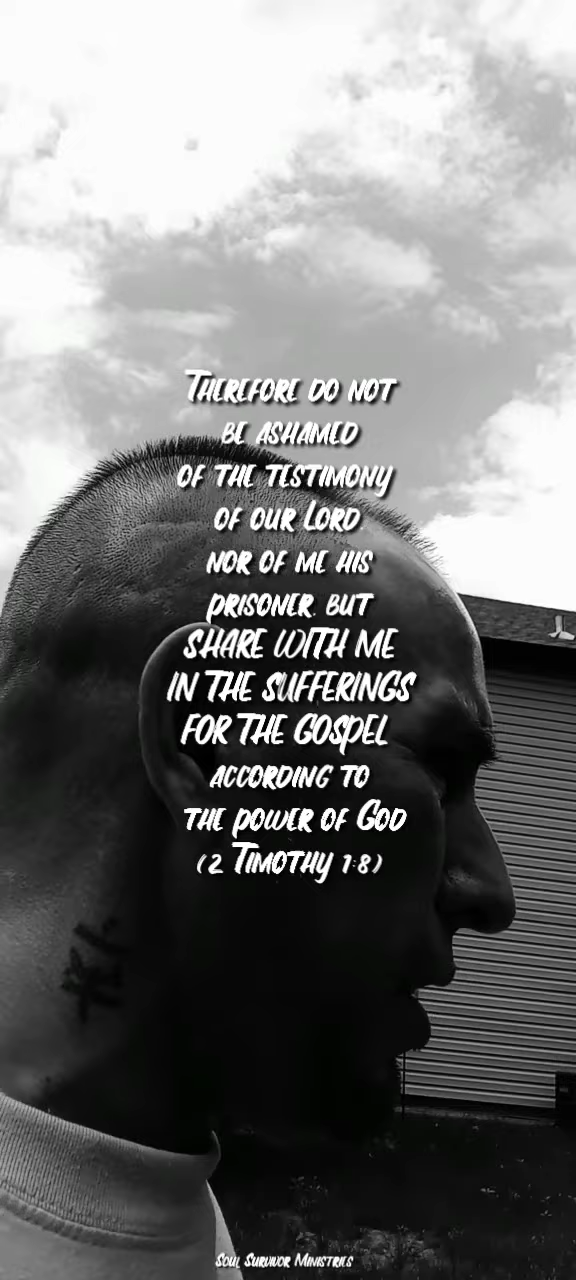 Therefore do not
be ashamed
of the testimony
of our Lord
nor of me his
prisoner, but
SHARE WITH ME
IN THE SUFFERINGS
FOR THE GOSPEL
according to
the power of God
(2 Timothy 1:8)
Soul Survivor Ministries